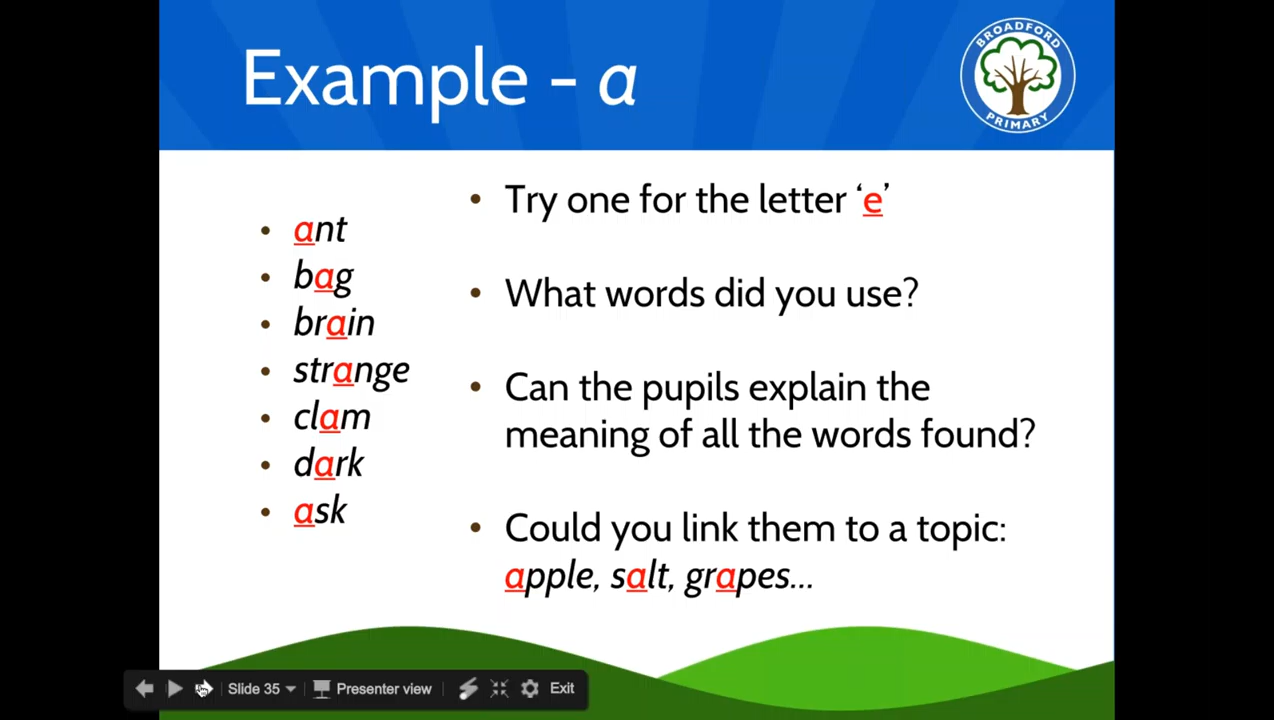 Example - a
BROADFORD
PRIMARY
ant
bag
brain
strange
clam
dark
ask
Try one for the letter ‘e’
What words did you use?
Can the pupils explain the
meaning of all the words found?
Could you link them to a topic:
apple, salt, grapes...
Slide 35
Presenter view
Exit